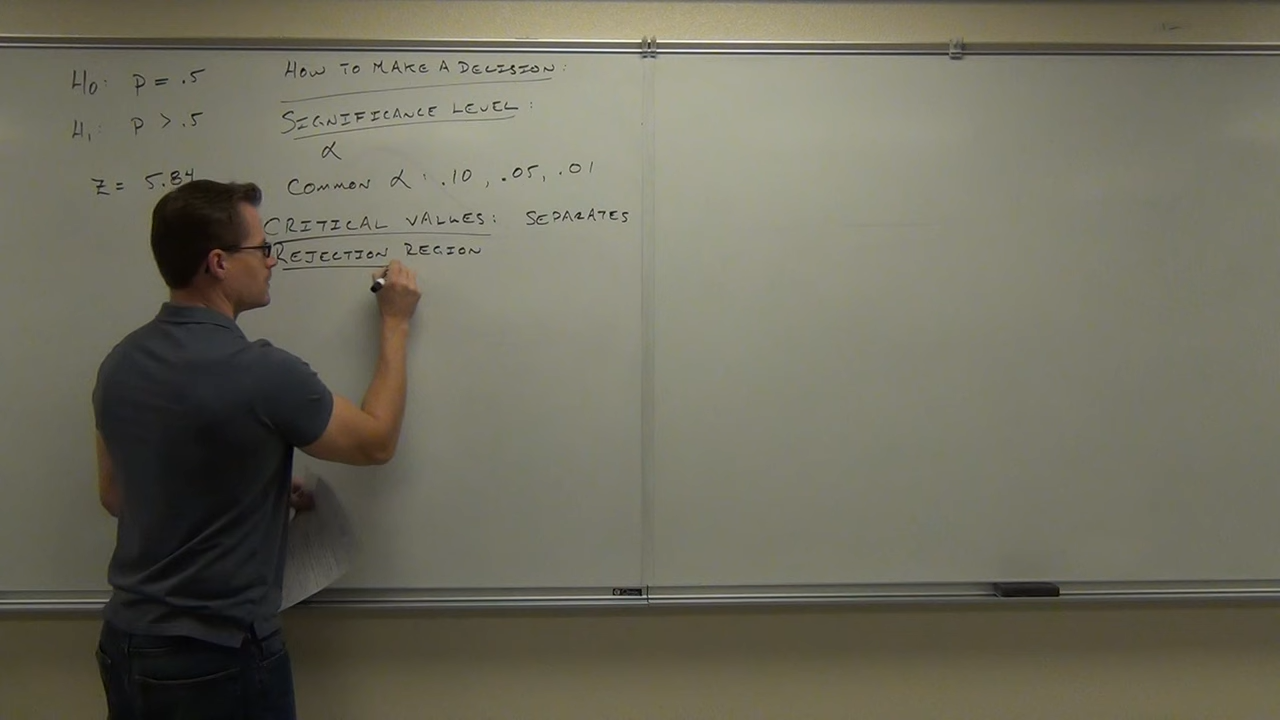 H₀: P = .5
H₁: P > .5
Z = 5.84
HOW TO MAKE A DECISION:
SIGNIFICANCE LEVEL:
α
COMMON α: .10, .05, .01
CRITICAL VALUES: SEPARATES
REJECTION REGION